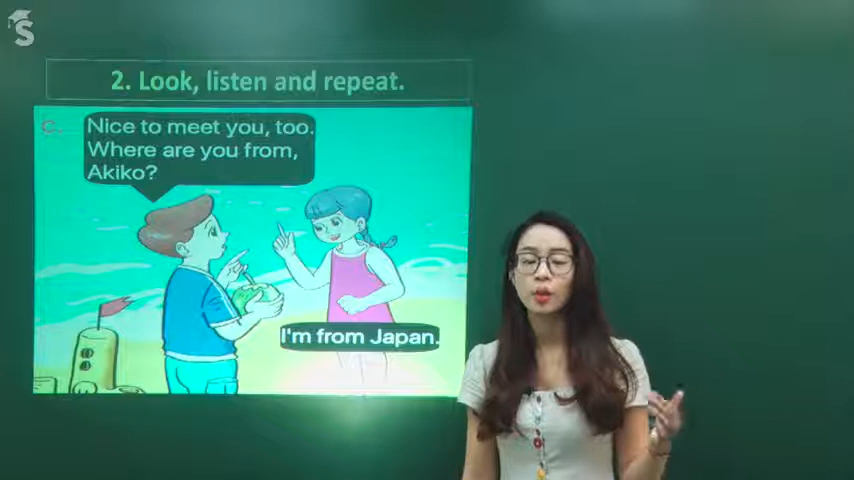 S
2. Look, listen and repeat.
c.
Nice to meet you, too.
Where are you from,
Akiko?
I'm from Japan.